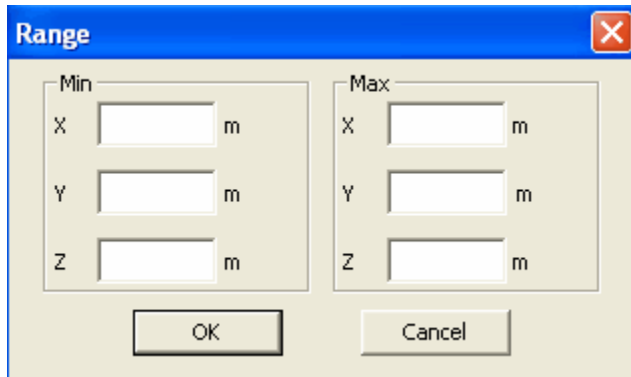 Range
Min Max
X m X m
Y m Y m
Z m Z m
OK Cancel